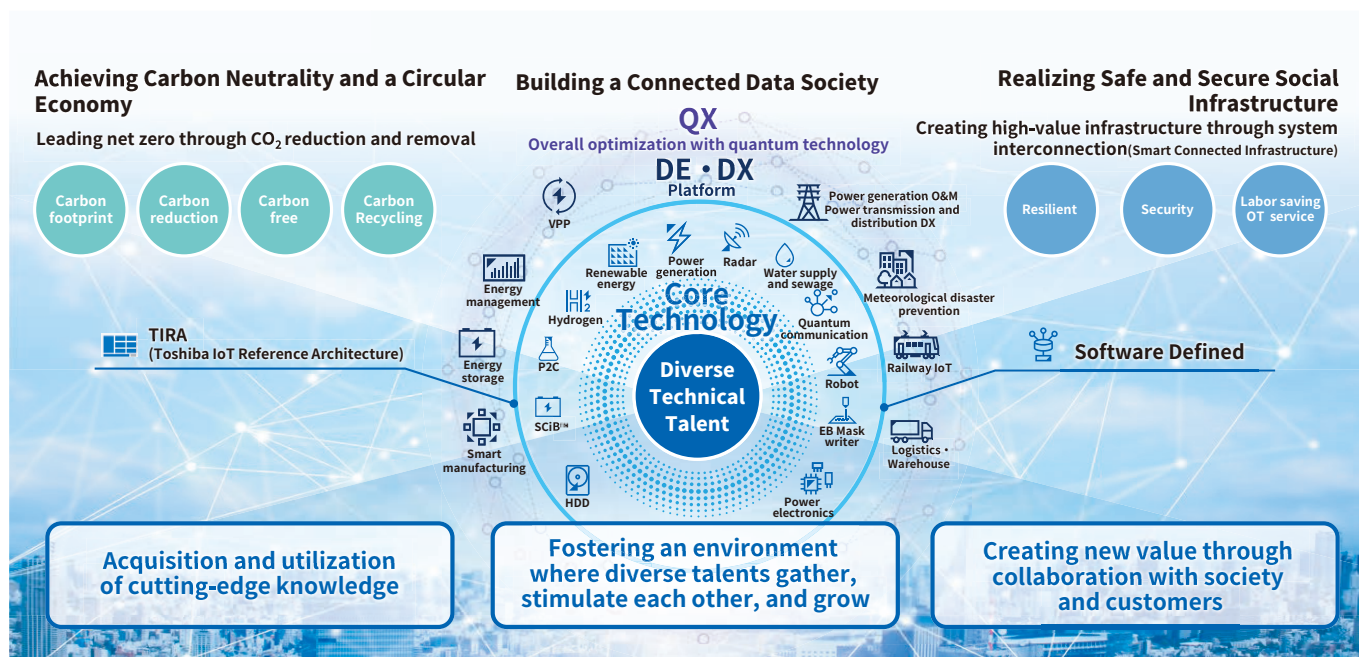 Achieving Carbon Neutrality and a Circular
Economy
Leading net zero through CO₂ reduction and removal
Carbon
footprint
Carbon
reduction
Carbon
free
Carbon
Recycling
Building a Connected Data Society
QX
Overall optimization with quantum technology
DE・DX
Platform
Realizing Safe and Secure Social
Infrastructure
Creating high-value infrastructure through system
interconnection(Smart Connected Infrastructure)
Resilient
Security
Labor saving
OT service
VPP
Energy
management
Energy
storage
Smart
manufacturing
Power generation O&M
Power transmission and
distribution DX
Meteorological disaster
prevention
Railway IoT
Logistics・
Warehouse
Renewable
energy
Power
generation
Radar
Water supply
and sewage
Hydrogen
H₂
Quantum
communication
P2C
Robot
SCiB™
EB Mask
writer
HDD
Power
electronics
Core
Technology
Diverse
Technical
Talent
TIRA
(Toshiba IoT Reference Architecture)
Software Defined
Acquisition and utilization
of cutting-edge knowledge
Fostering an environment
where diverse talents gather,
stimulate each other, and grow
Creating new value through
collaboration with society
and customers